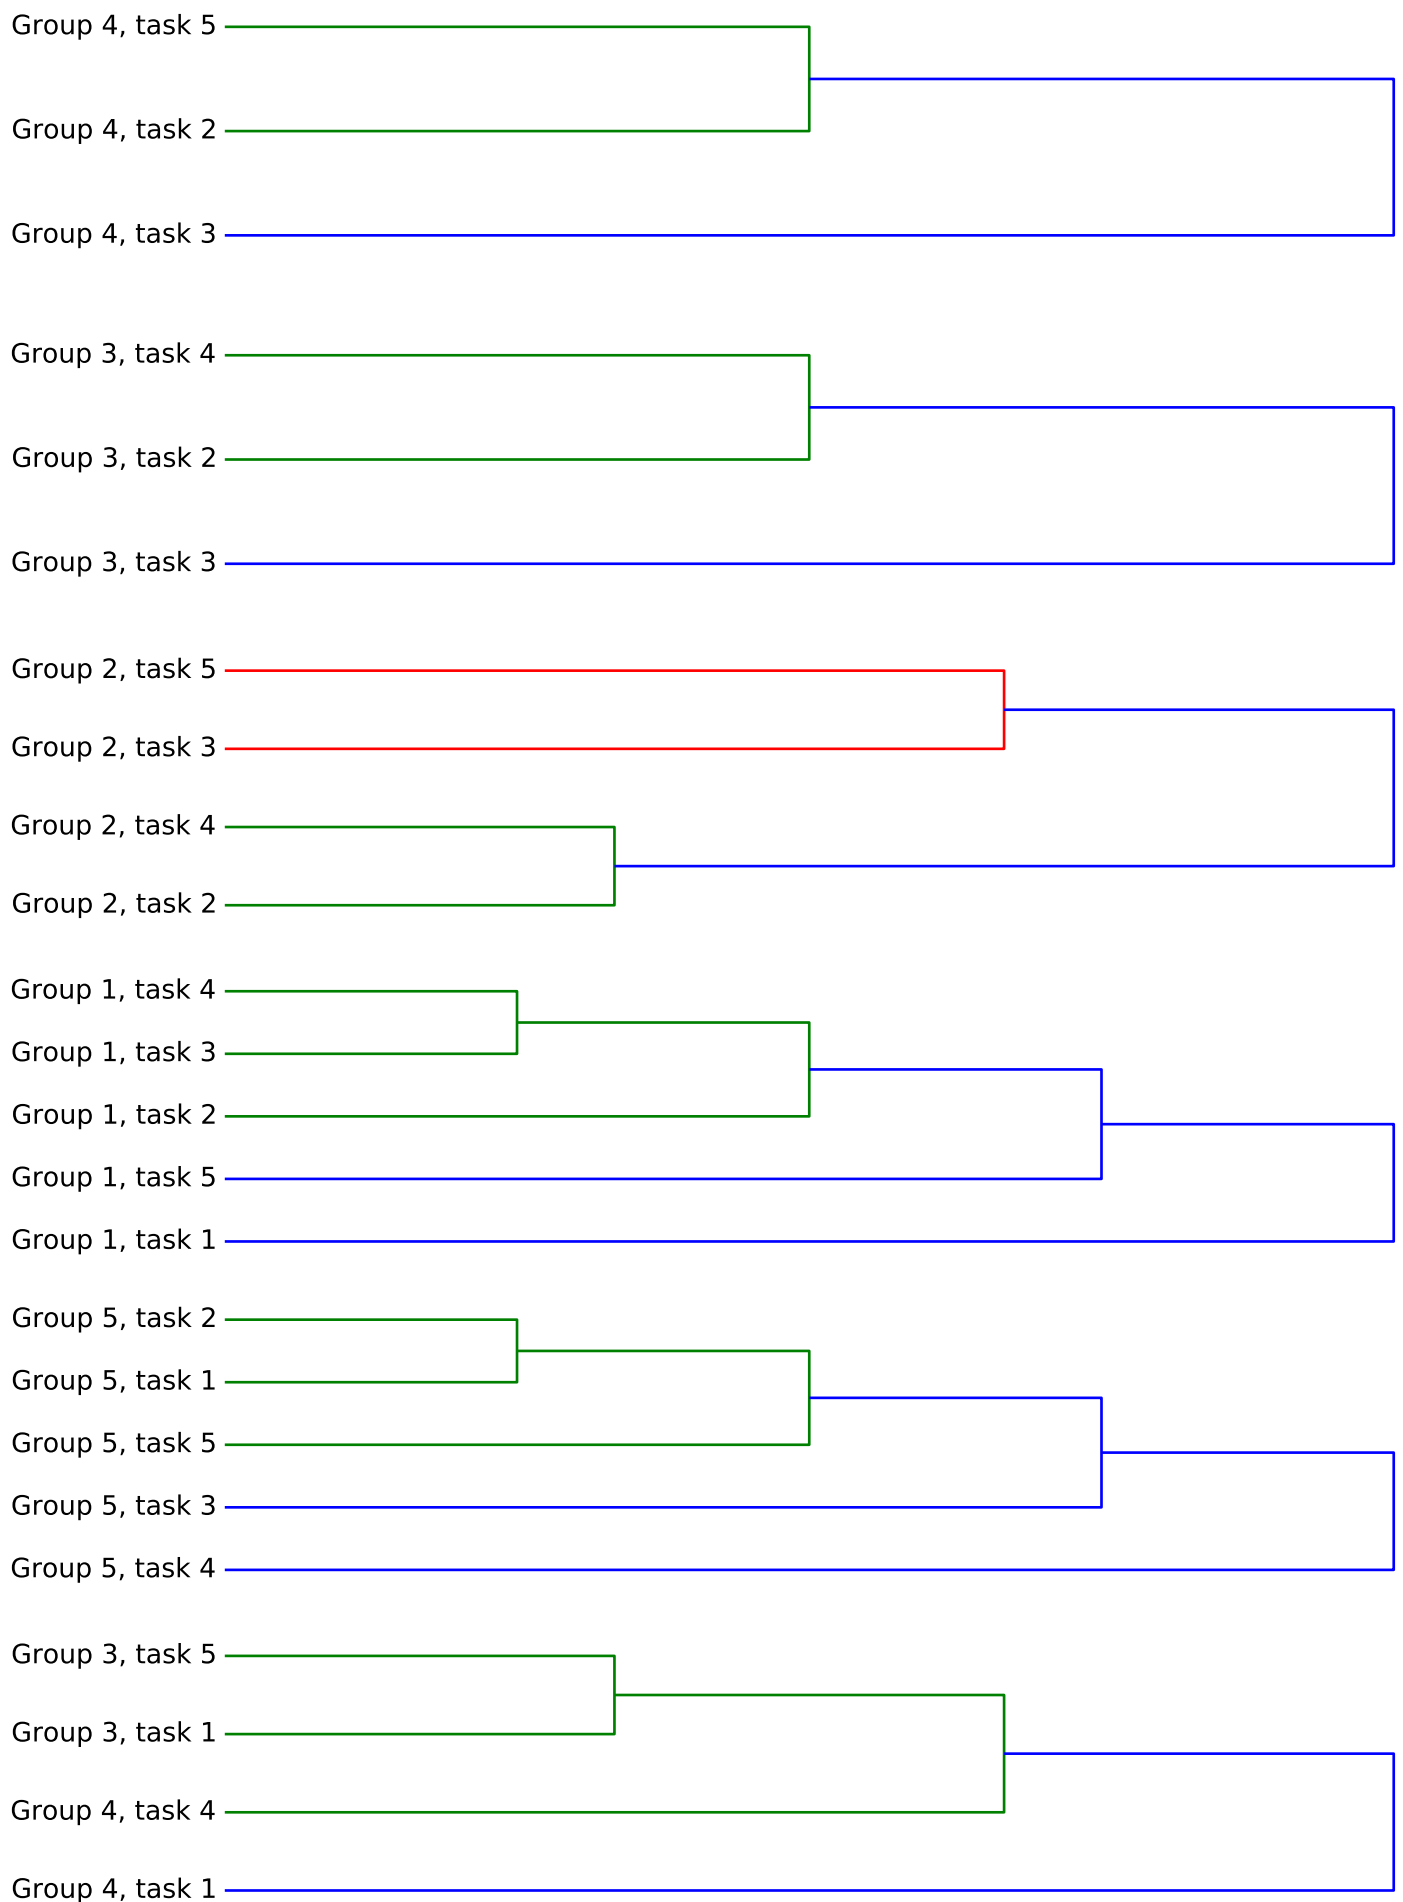 Group 4, task 5
Group 4, task 2
Group 4, task 3
Group 3, task 4
Group 3, task 2
Group 3, task 3
Group 2, task 5
Group 2, task 3
Group 2, task 4
Group 2, task 2
Group 1, task 4
Group 1, task 3
Group 1, task 2
Group 1, task 5
Group 1, task 1
Group 5, task 2
Group 5, task 1
Group 5, task 5
Group 5, task 3
Group 5, task 4
Group 3, task 5
Group 3, task 1
Group 4, task 4
Group 4, task 1